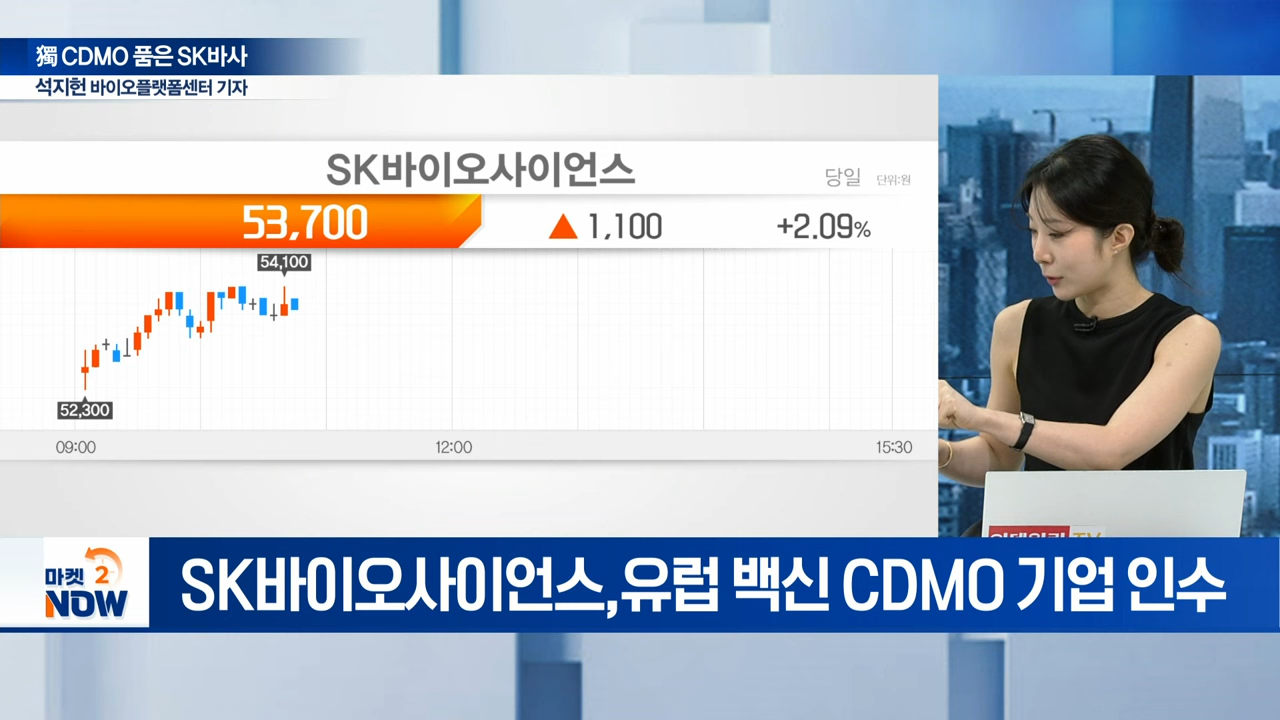 獨 CDMO 품은 SK바사
석지헌 바이오플랫폼센터 기자
SK바이오사이언스
당일 단위:원
53,700 ▲ 1,100 +2.09%
54,100
52,300
09:00 12:00 15:30
TV
마켓 2
NOW
SK바이오사이언스,유럽 백신 CDMO 기업 인수